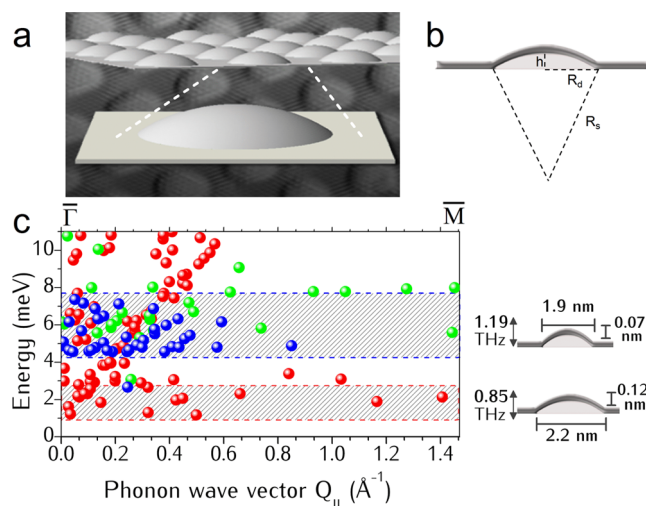 a
b
h
R_d
R_s
c
Γ̅
M̅
10
8
6
4
2
0
Energy (meV)
0.0 0.2 0.4 0.6 0.8 1.0 1.2 1.4
Phonon wave vector Q_|| (Å⁻¹)
1.9 nm
1.19
THz
0.07
nm
0.85
THz
0.12
nm
2.2 nm